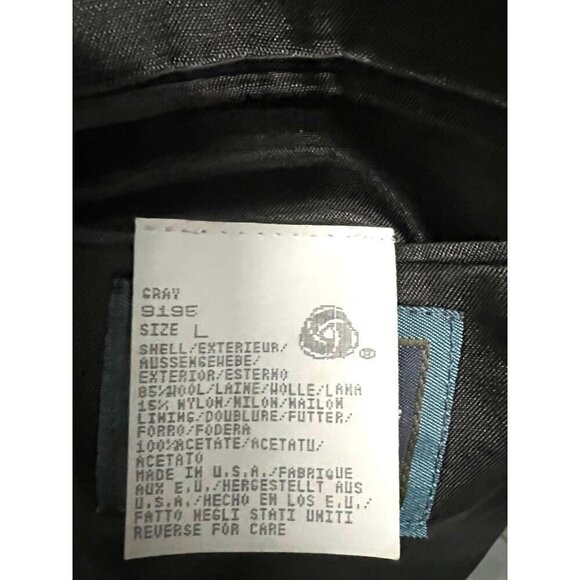 GRAY
9195
SIZE L
SHELL/EXTERIEUR/
AUSSENGEWEBE/
EXTERIOR/ESTERNO
85% WOOL/LAINE/WOLLE/LANA
15% NYLON/NILON/NAILON
LINING/DOUBLURE/FUTTER/
FORRO/FODERA
100%ACETATE/ACETATU/
ACETATO
MADE IN U.S.A./FABRIQUE
AUX E.U./HERGESTELLT AUS
U.S.A./HECHO EN LOS E.U./
FATTO NEGLI STATI UNITI
REVERSE FOR CARE